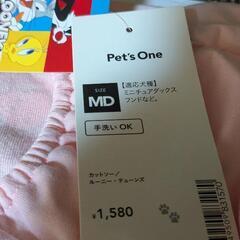 Pet's One
SIZE
MD
【適応犬種】
ミニチュアダックス
フンドなど。
手洗い OK
カットソー/
ルーニー・テューンズ
¥1,580